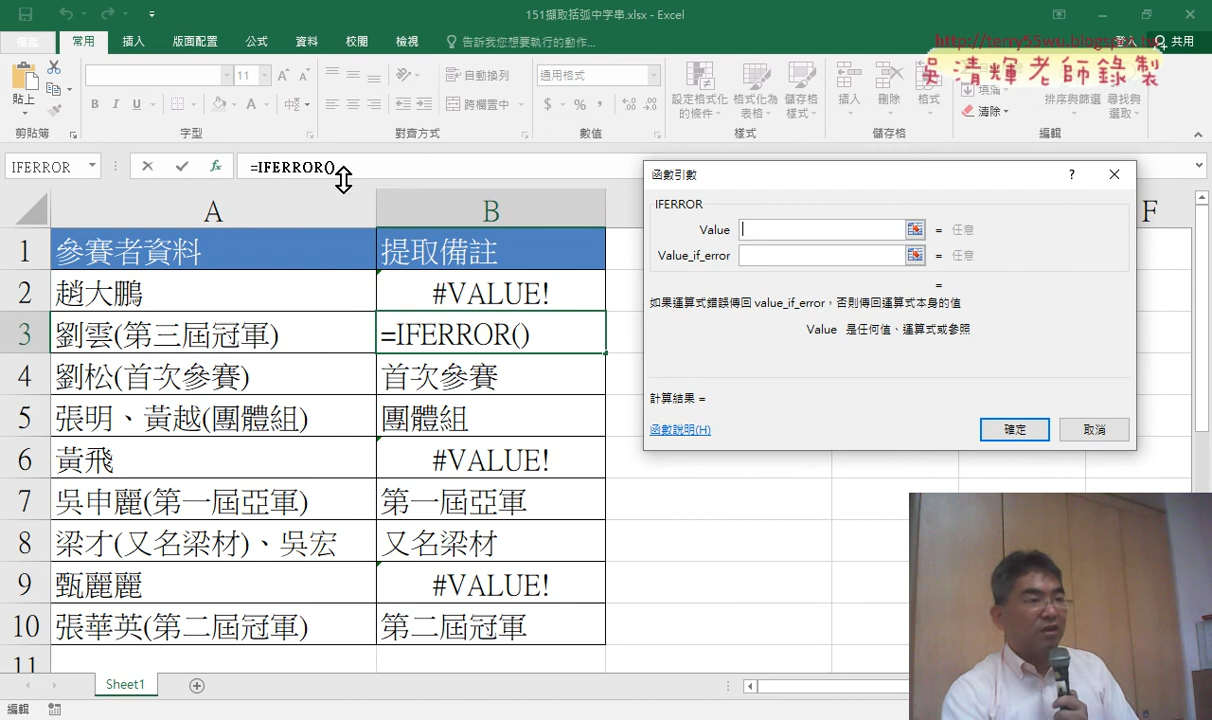 151擷取括弧中字串.xlsx - Excel
常用 插入 版面配置 公式 資料 校閱 檢視 告訴我您想要執行的動作... 登入 共用
http://terry55wu.blogspot.tw
吳清輝老師錄製
貼上 11 A A 自動換列 通用格式 設定格式化的條件 格式化為表格 儲存格樣式 插入 刪除 格式 填滿 清除 排序與篩選 尋找與選取
B I U A 中 跨欄置中 $ % ,
剪貼簿 字型 對齊方式 數值 樣式 儲存格 編輯
IFERROR fx =IFERROR()
A B F
1 參賽者資料 提取備註
2 趙大鵬 #VALUE!
3 劉雲(第三屆冠軍) =IFERROR()
4 劉松(首次參賽) 首次參賽
5 張明、黃越(團體組) 團體組
6 黃飛 #VALUE!
7 吳申麗(第一屆亞軍) 第一屆亞軍
8 梁才(又名梁材)、吳宏 又名梁材
9 甄麗麗 #VALUE!
10 張華英(第二屆冠軍) 第二屆冠軍
11
函數引數 ?
IFERROR
Value = 任意
Value_if_error = 任意
=
如果運算式錯誤傳回 value_if_error，否則傳回運算式本身的值
Value 是任何值、運算式或參照
計算結果 =
函數說明(H) 確定 取消
Sheet1
編輯